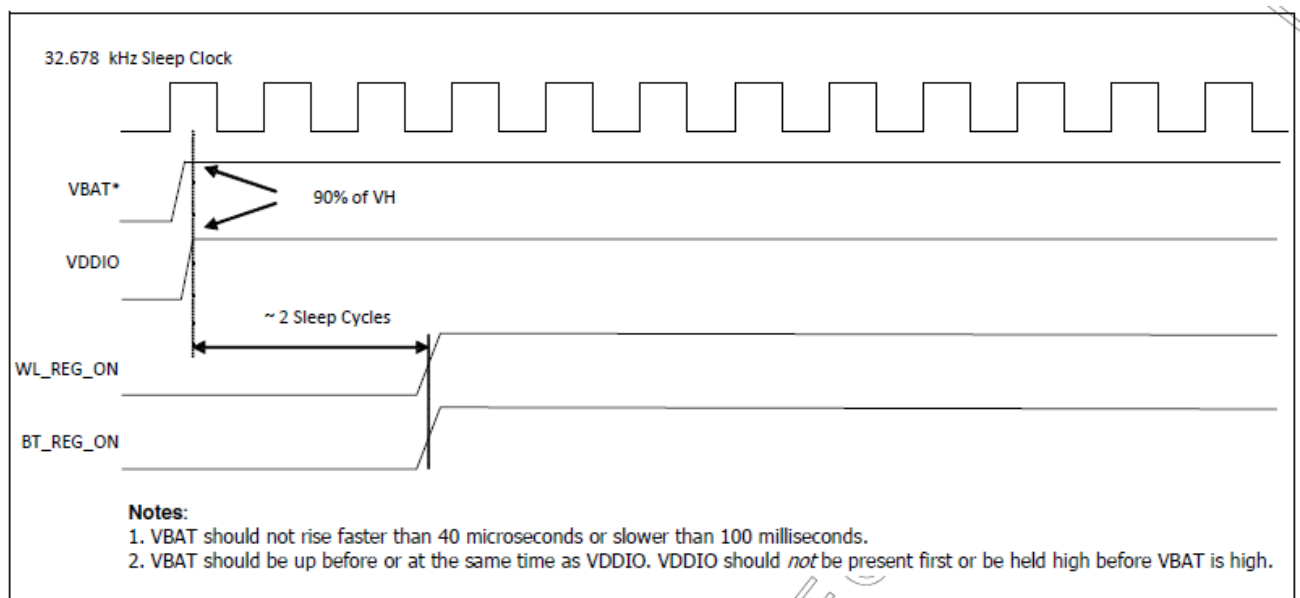 32.678 kHz Sleep Clock
VBAT*
90% of VH
VDDIO
~ 2 Sleep Cycles
WL_REG_ON
BT_REG_ON
Notes:
1. VBAT should not rise faster than 40 microseconds or slower than 100 milliseconds.
2. VBAT should be up before or at the same time as VDDIO. VDDIO should not be present first or be held high before VBAT is high.